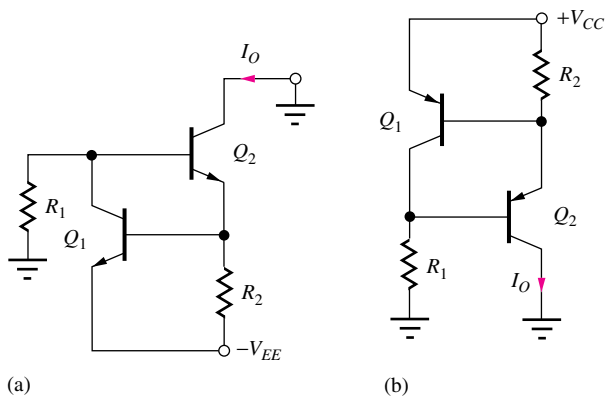 I_O
Q_2
R_1
Q_1
R_2
−V_EE
(a)
+V_CC
R_2
Q_1
Q_2
R_1
I_O
(b)